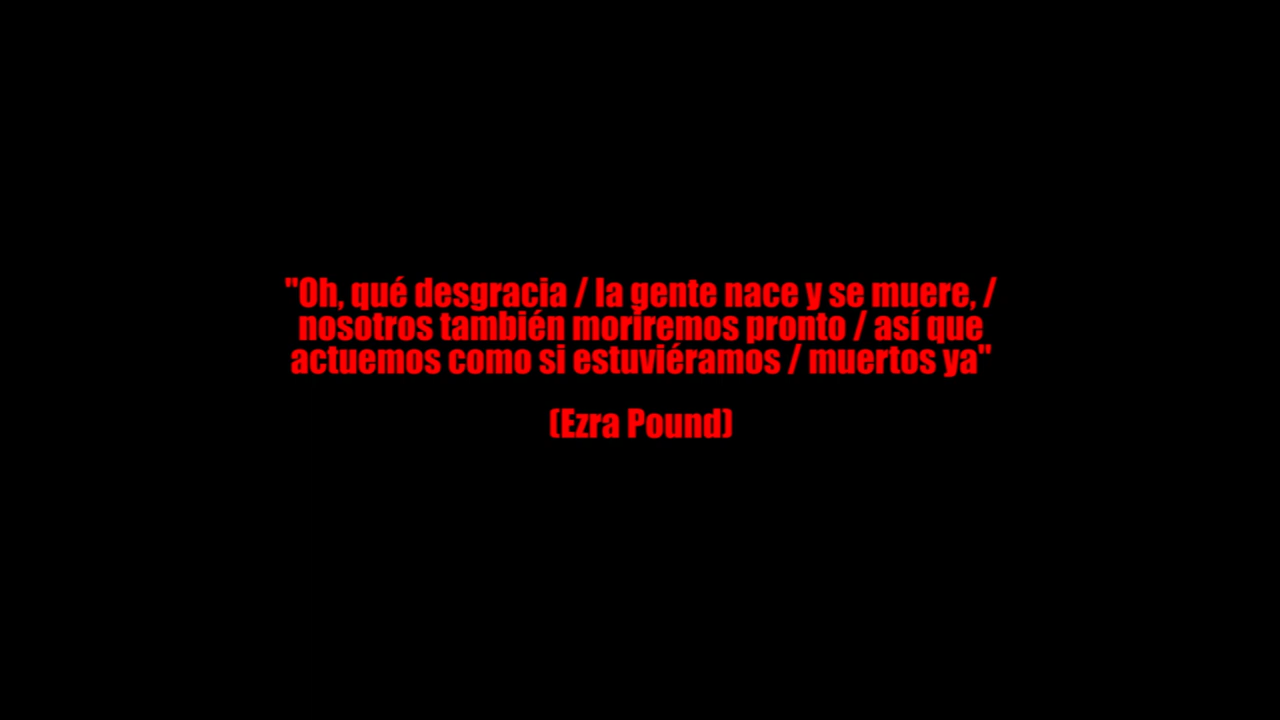 "Oh, qué desgracia / la gente nace y se muere, /
nosotros también moriremos pronto / así que
actuemos como si estuviéramos / muertos ya"
(Ezra Pound)